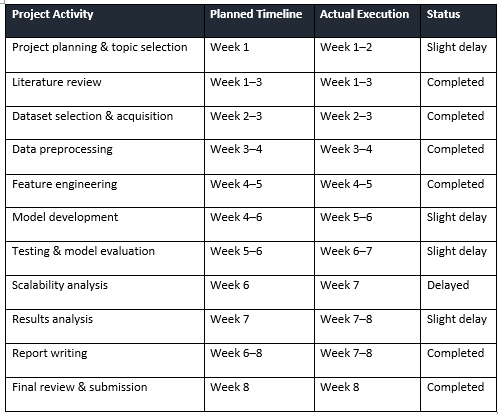 Project Activity Planned Timeline Actual Execution Status
Project planning & topic selection Week 1 Week 1–2 Slight delay
Literature review Week 1–3 Week 1–3 Completed
Dataset selection & acquisition Week 2–3 Week 2–3 Completed
Data preprocessing Week 3–4 Week 3–4 Completed
Feature engineering Week 4–5 Week 4–5 Completed
Model development Week 4–6 Week 5–6 Slight delay
Testing & model evaluation Week 5–6 Week 6–7 Slight delay
Scalability analysis Week 6 Week 7 Delayed
Results analysis Week 7 Week 7–8 Slight delay
Report writing Week 6–8 Week 7–8 Completed
Final review & submission Week 8 Week 8 Completed